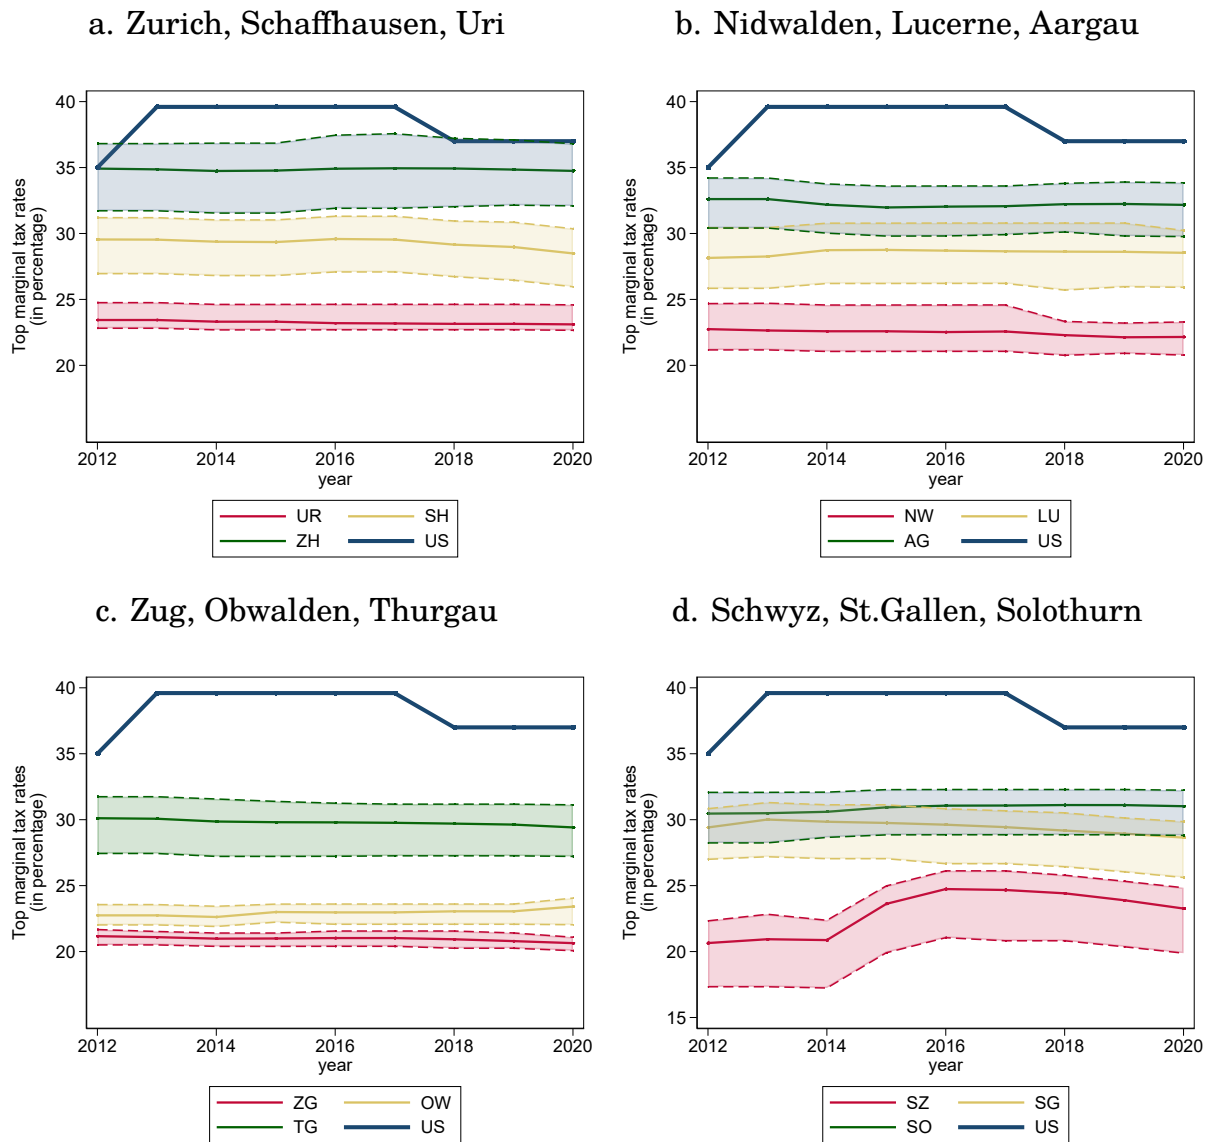 a. Zurich, Schaffhausen, Uri
Top marginal tax rates
(in percentage)
40
35
30
25
20
2012 2014 2016 2018 2020
year
UR SH
ZH US
b. Nidwalden, Lucerne, Aargau
Top marginal tax rates
(in percentage)
40
35
30
25
20
2012 2014 2016 2018 2020
year
NW LU
AG US
c. Zug, Obwalden, Thurgau
Top marginal tax rates
(in percentage)
40
35
30
25
20
2012 2014 2016 2018 2020
year
ZG OW
TG US
d. Schwyz, St.Gallen, Solothurn
Top marginal tax rates
(in percentage)
40
35
30
25
20
15
2012 2014 2016 2018 2020
year
SZ SG
SO US